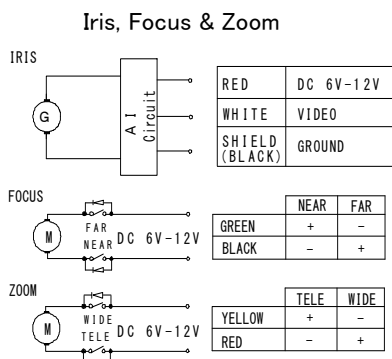 Iris, Focus & Zoom
IRIS
G
A I
Circuit
RED DC 6V-12V
WHITE VIDEO
SHIELD
(BLACK) GROUND
FOCUS
M
FAR
NEAR DC 6V-12V
NEAR FAR
GREEN + −
BLACK − +
ZOOM
M
WIDE
TELE DC 6V-12V
TELE WIDE
YELLOW + −
RED − +